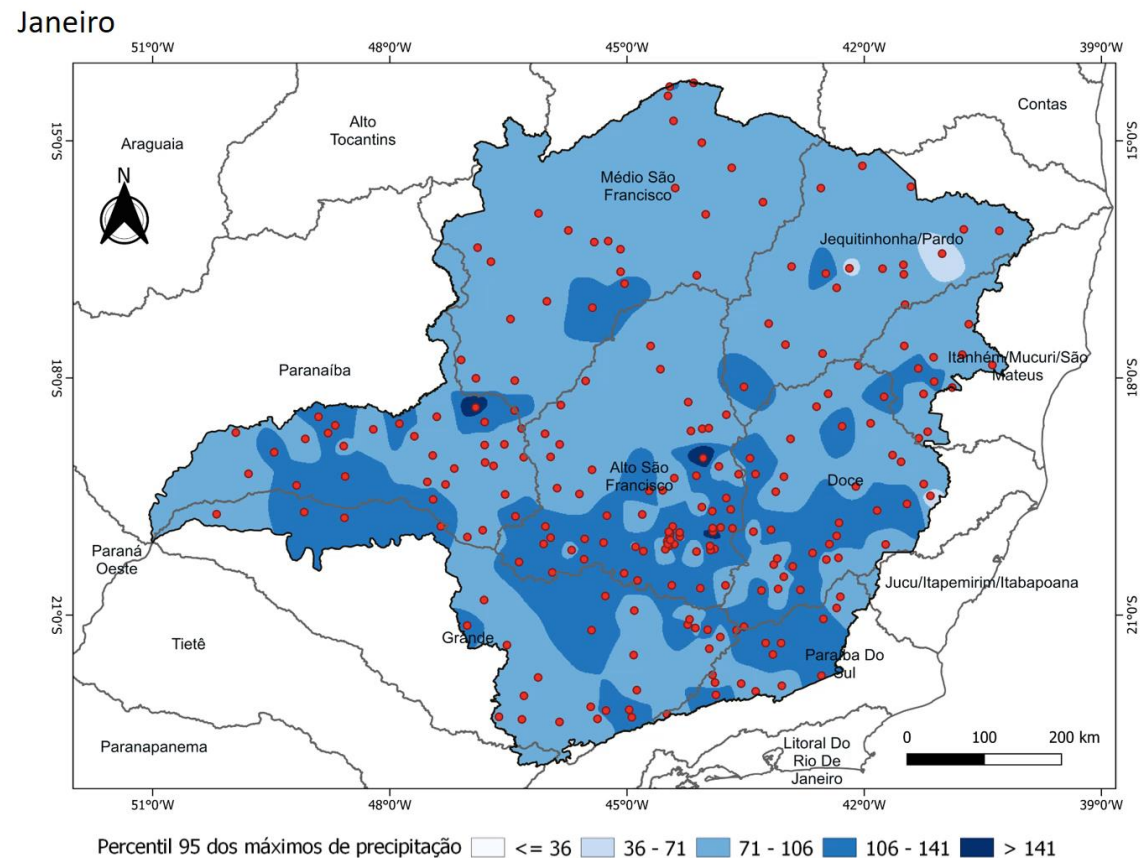 Janeiro
51°0'W 48°0'W 45°0'W 42°0'W 39°0'W
Contas
Alto
Tocantins
Araguaia
15°0'S 15°0'S
N
Médio São
Francisco
Jequitinhonha/Pardo
Itanhém/Mucuri/São
Mateus
Paranaíba
18°0'S 18°0'S
Alto São
Francisco
Doce
Paraná
Oeste
Jucu/Itapemirim/Itabapoana
21°0'S 21°0'S
Tietê
Grande
Paraíba Do
Sul
Paranapanema
Litoral Do
Rio De
Janeiro
0 100 200 km
51°0'W 48°0'W 45°0'W 42°0'W 39°0'W
Percentil 95 dos máximos de precipitação <= 36 36 - 71 71 - 106 106 - 141 > 141